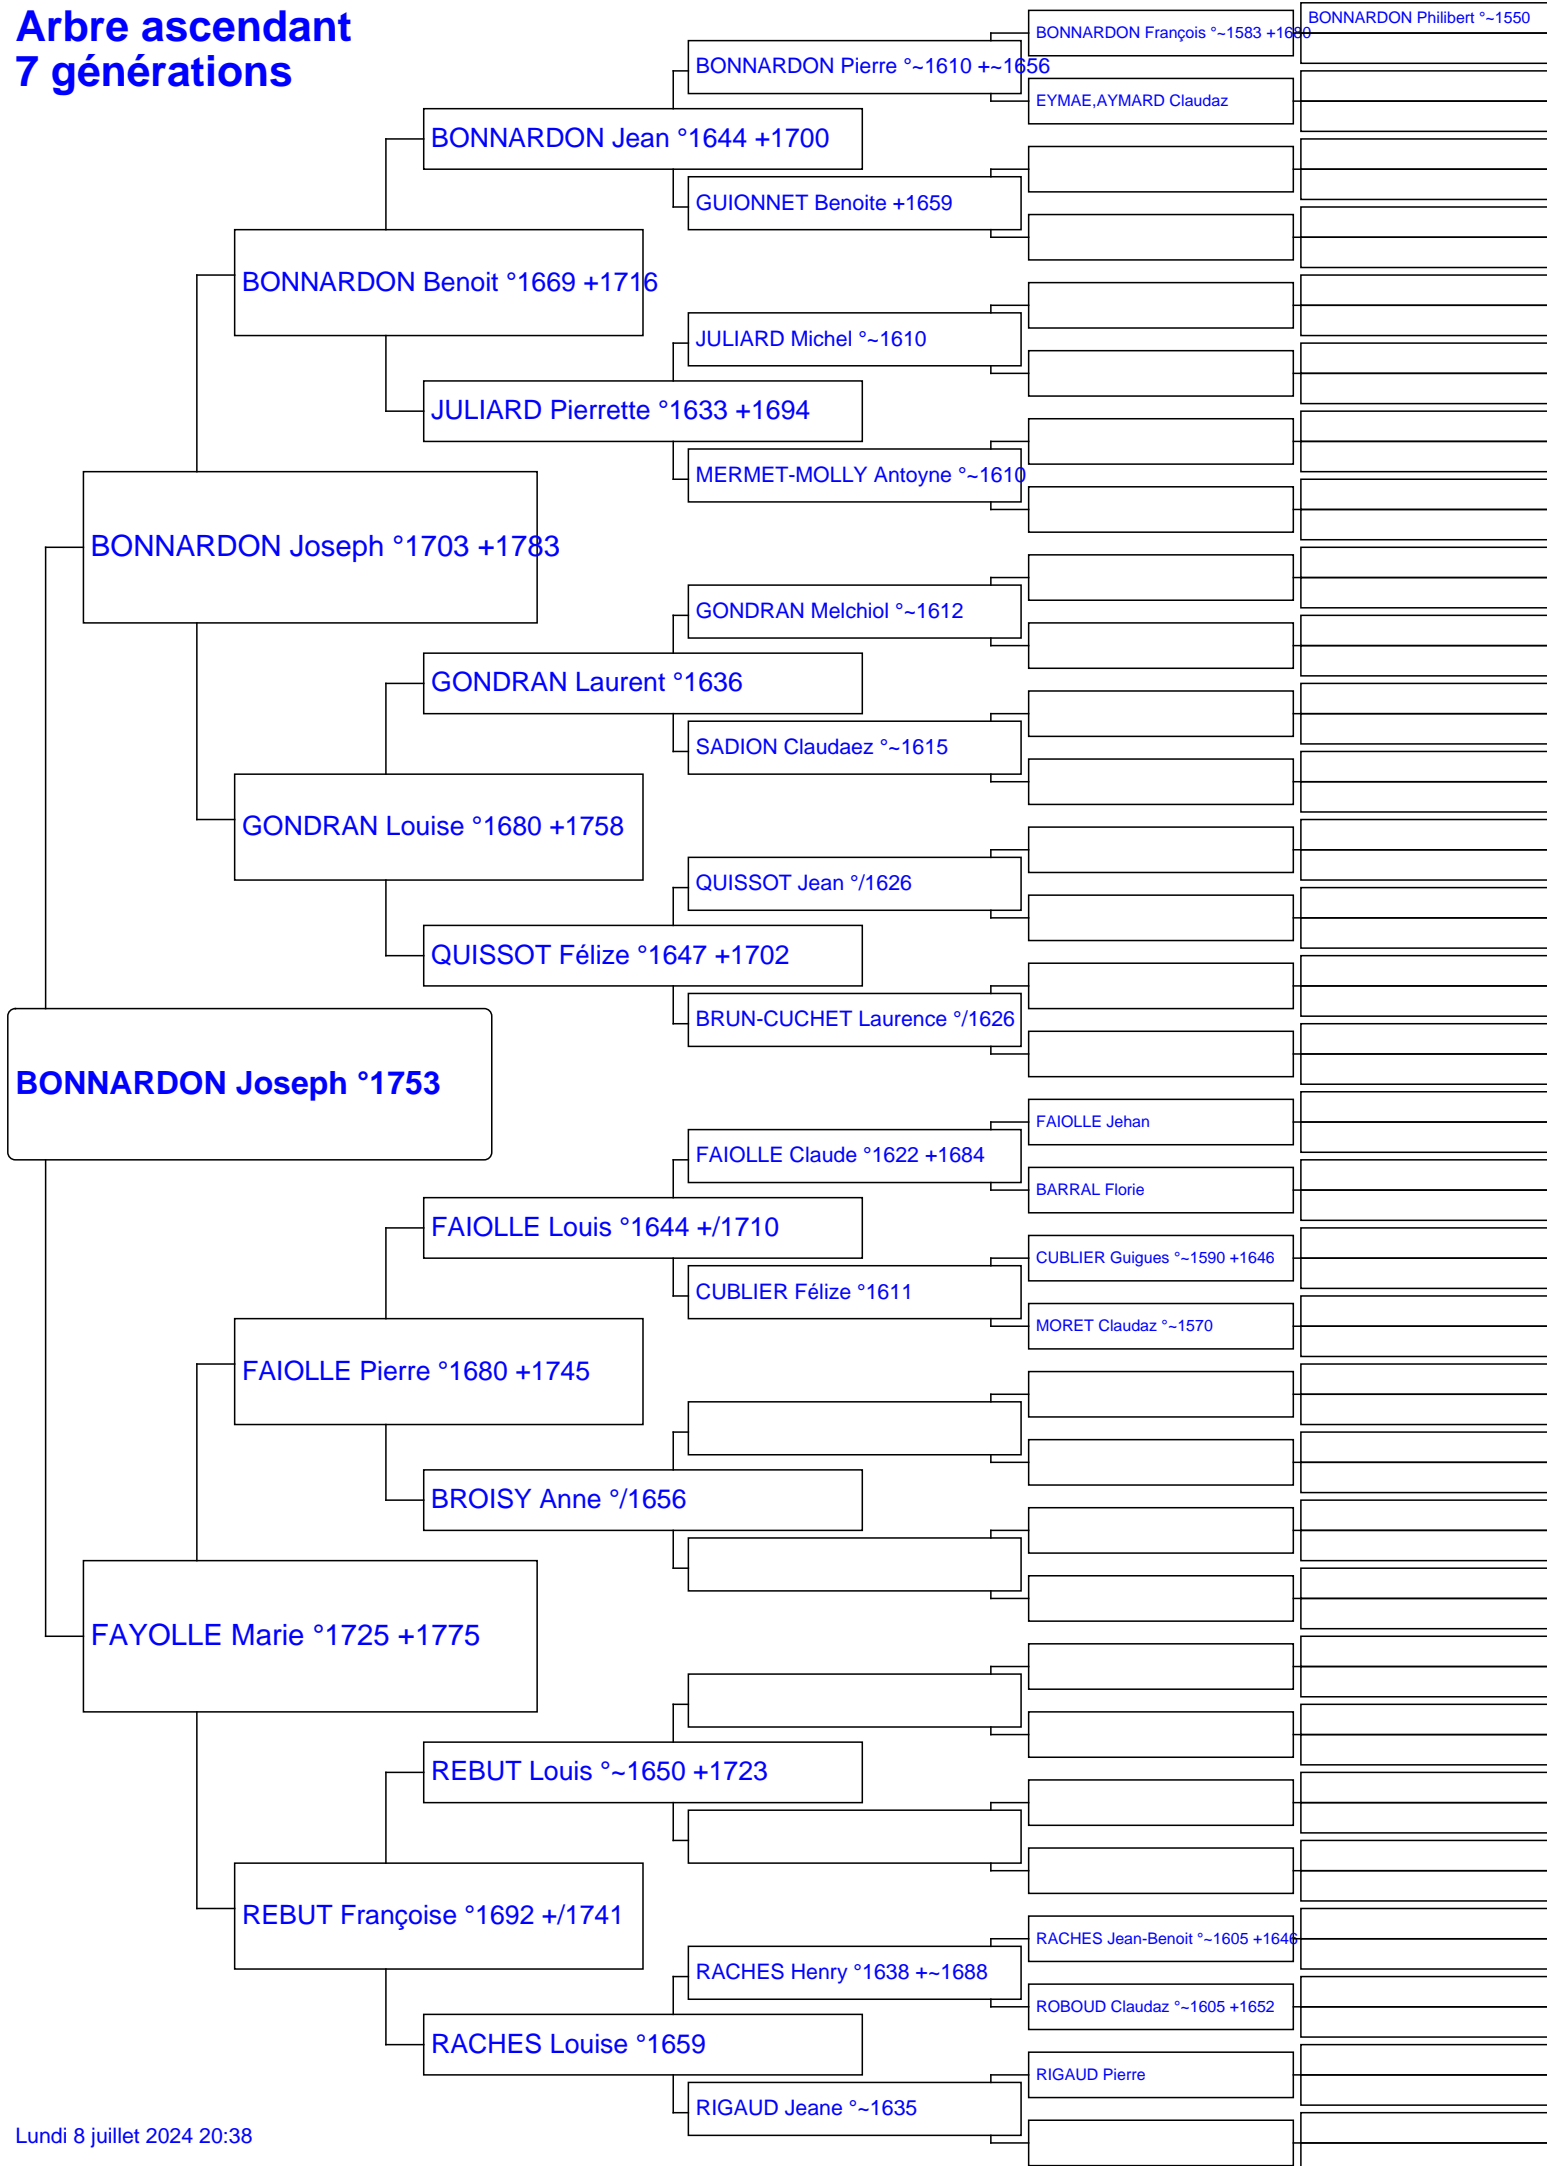 Arbre ascendant
7 générations
BONNARDON François °~1583 +1680
BONNARDON Philibert °~1550
BONNARDON Pierre °~1610 +~1656
EYMAE,AYMARD Claudaz
BONNARDON Jean °1644 +1700
GUIONNET Benoite +1659
BONNARDON Benoit °1669 +1716
JULIARD Michel °~1610
JULIARD Pierrette °1633 +1694
MERMET-MOLLY Antoyne °~1610
BONNARDON Joseph °1703 +1783
GONDRAN Melchiol °~1612
GONDRAN Laurent °1636
SADION Claudaez °~1615
GONDRAN Louise °1680 +1758
QUISSOT Jean °/1626
QUISSOT Félize °1647 +1702
BRUN-CUCHET Laurence °/1626
BONNARDON Joseph °1753
FAIOLLE Jehan
FAIOLLE Claude °1622 +1684
BARRAL Florie
FAIOLLE Louis °1644 +/1710
CUBLIER Guigues °~1590 +1646
CUBLIER Félize °1611
MORET Claudaz °~1570
FAIOLLE Pierre °1680 +1745
BROISY Anne °/1656
FAYOLLE Marie °1725 +1775
REBUT Louis °~1650 +1723
REBUT Françoise °1692 +/1741
RACHES Jean-Benoit °~1605 +1646
RACHES Henry °1638 +~1688
ROBOUD Claudaz °~1605 +1652
RACHES Louise °1659
RIGAUD Pierre
RIGAUD Jeane °~1635
Lundi 8 juillet 2024 20:38